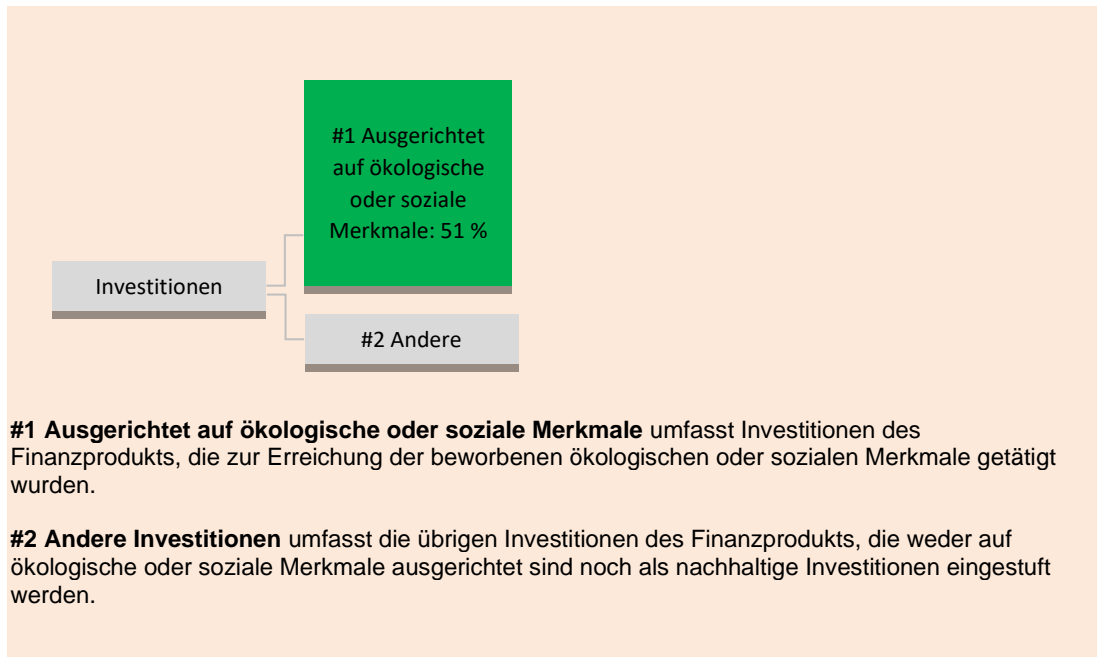 #1 Ausgerichtet
auf ökologische
oder soziale
Merkmale: 51 %
Investitionen
#2 Andere
#1 Ausgerichtet auf ökologische oder soziale Merkmale umfasst Investitionen des
Finanzprodukts, die zur Erreichung der beworbenen ökologischen oder sozialen Merkmale getätigt
wurden.
#2 Andere Investitionen umfasst die übrigen Investitionen des Finanzprodukts, die weder auf
ökologische oder soziale Merkmale ausgerichtet sind noch als nachhaltige Investitionen eingestuft
werden.